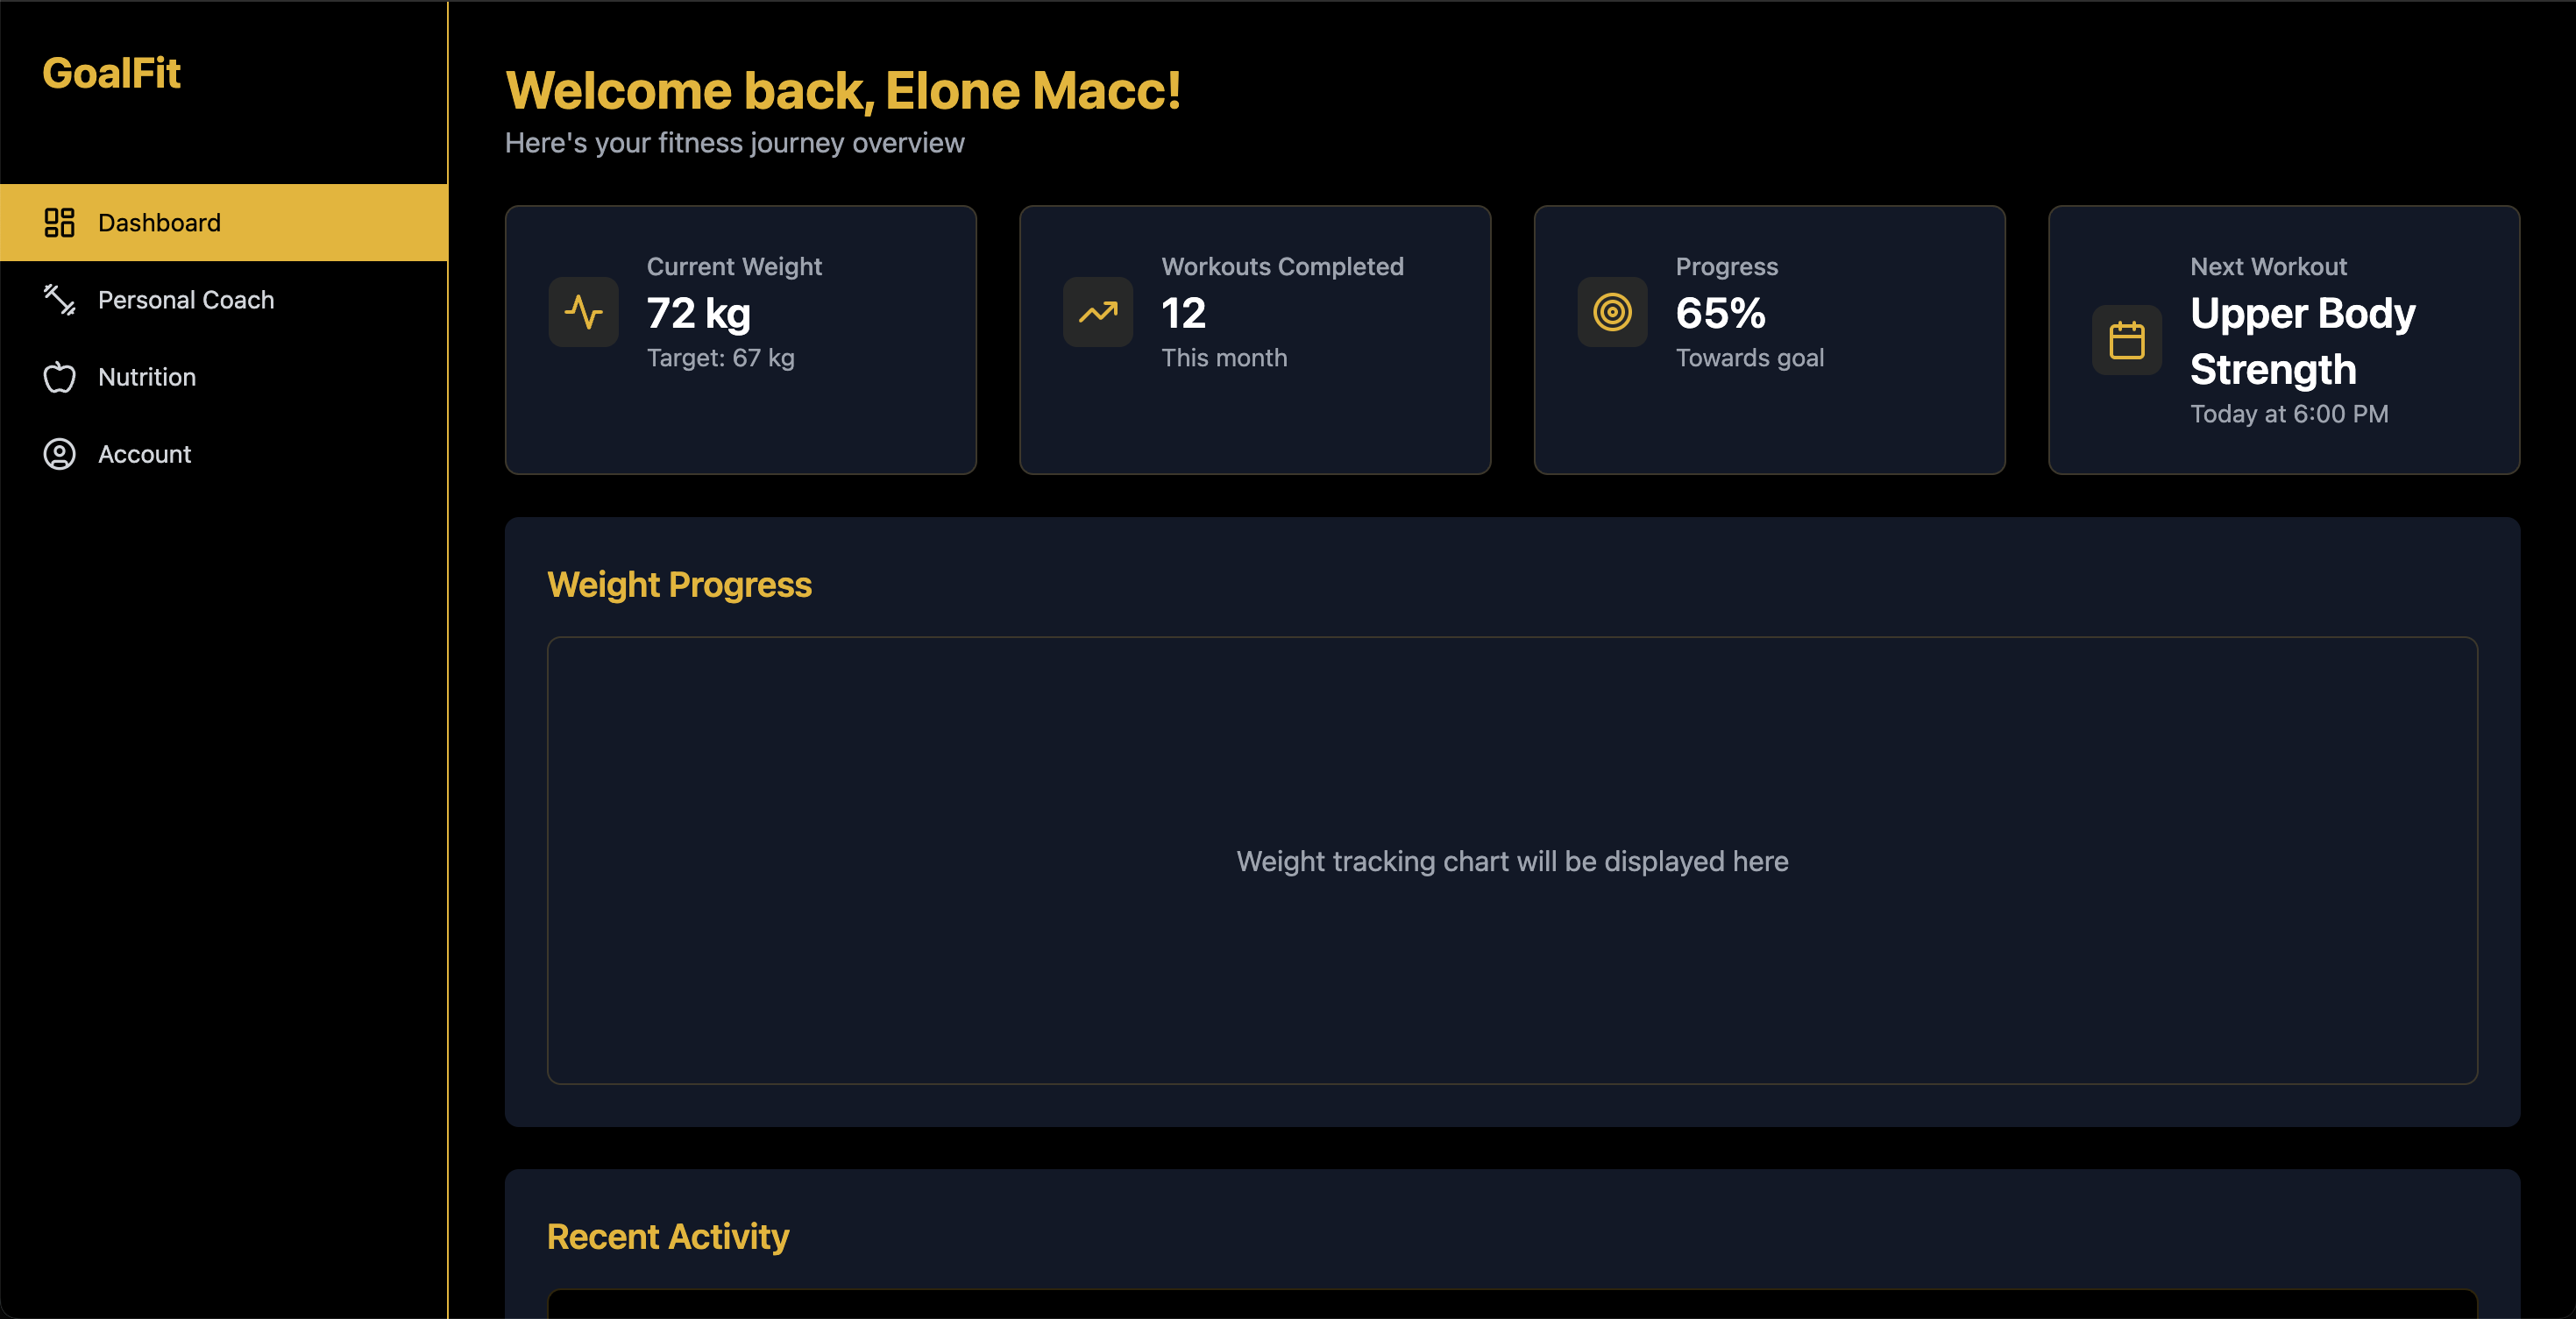 GoalFit
Dashboard
Personal Coach
Nutrition
Account
Welcome back, Elone Macc!
Here's your fitness journey overview
Current Weight
72 kg
Target: 67 kg
Workouts Completed
12
This month
Progress
65%
Towards goal
Next Workout
Upper Body
Strength
Today at 6:00 PM
Weight Progress
Weight tracking chart will be displayed here
Recent Activity